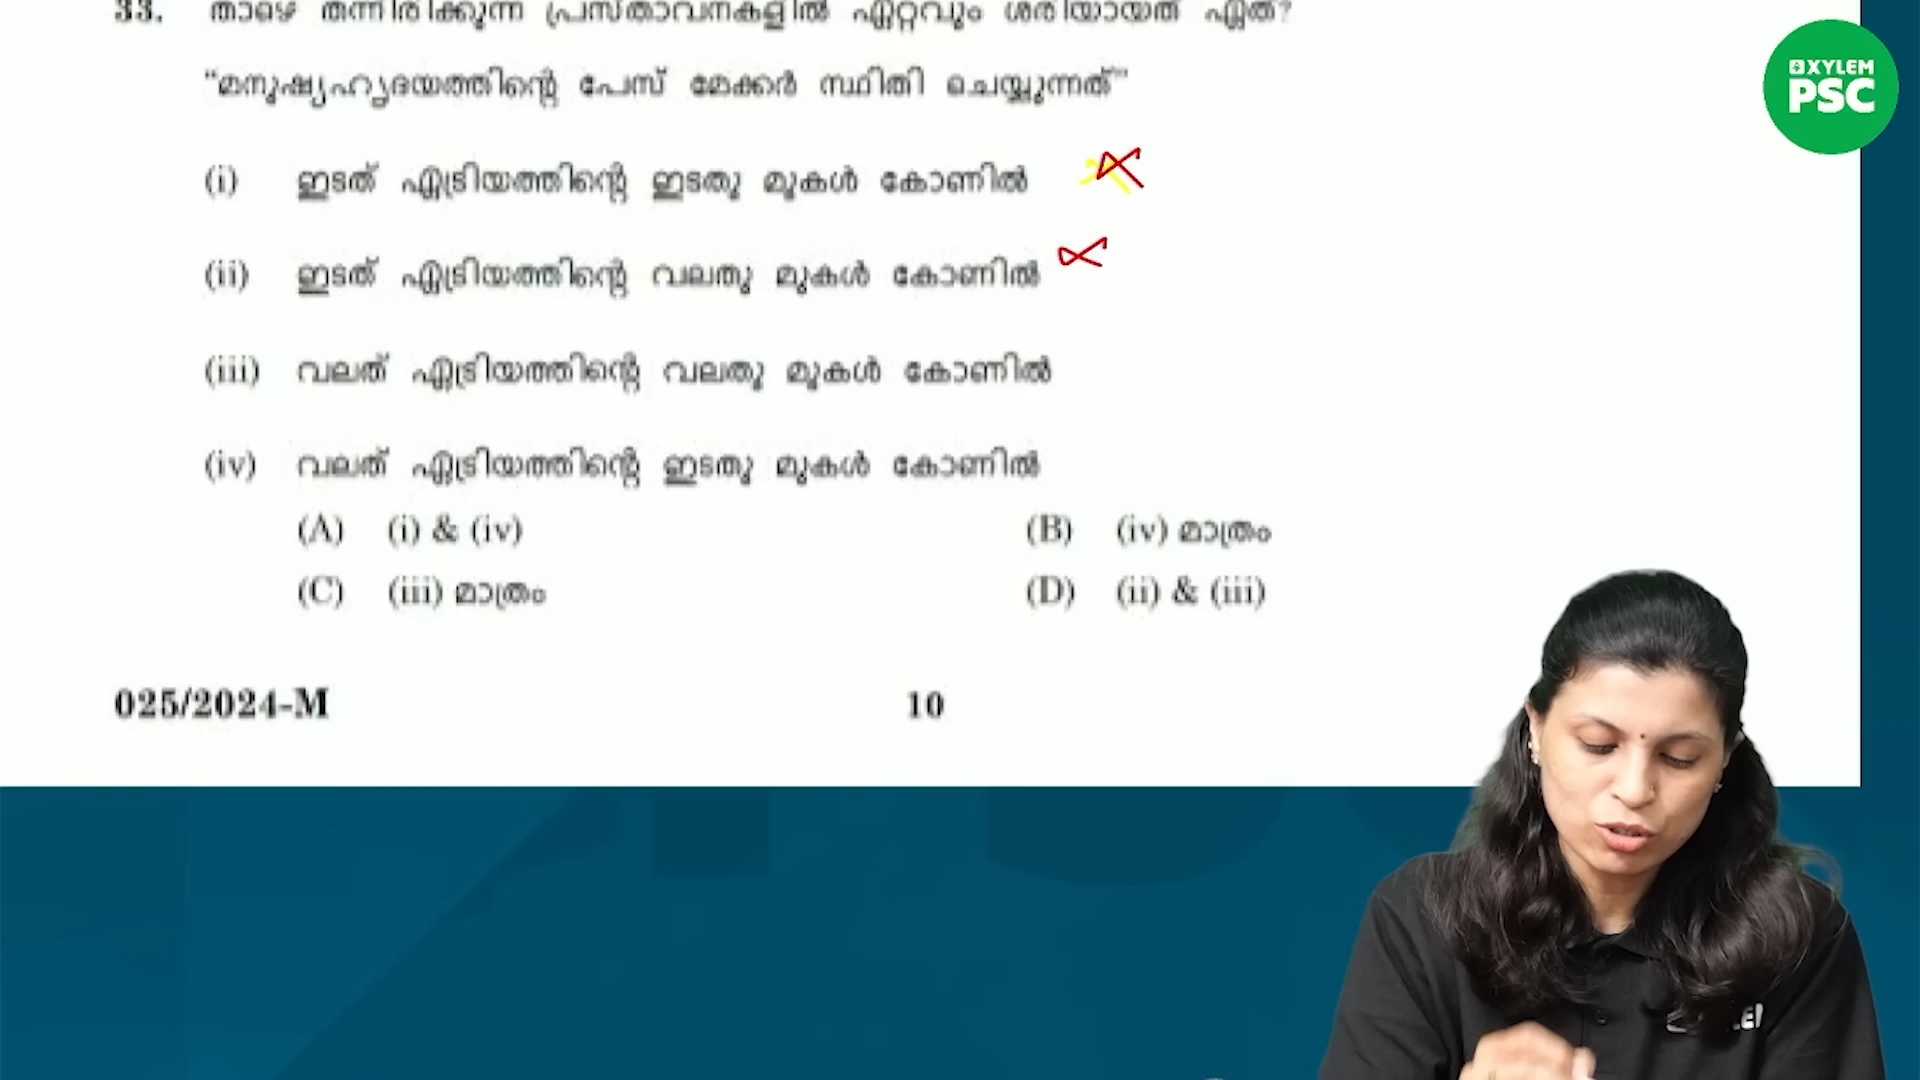 33. താഴെ തന്നിരിക്കുന്ന പ്രസ്താവനകളിൽ ഏറ്റവും ശരിയായത് ഏത്?
XYLEM
PSC
“മനുഷ്യഹൃദയത്തിന്റെ പേസ് മേക്കർ സ്ഥിതി ചെയ്യുന്നത്”
(i) ഇടത് ഏട്രിയത്തിന്റെ ഇടതു മുകൾ കോണിൽ
(ii) ഇടത് ഏട്രിയത്തിന്റെ വലതു മുകൾ കോണിൽ
(iii) വലത് ഏട്രിയത്തിന്റെ വലതു മുകൾ കോണിൽ
(iv) വലത് ഏട്രിയത്തിന്റെ ഇടതു മുകൾ കോണിൽ
(A) (i) & (iv) (B) (iv) മാത്രം
(C) (iii) മാത്രം (D) (ii) & (iii)
025/2024-M 10